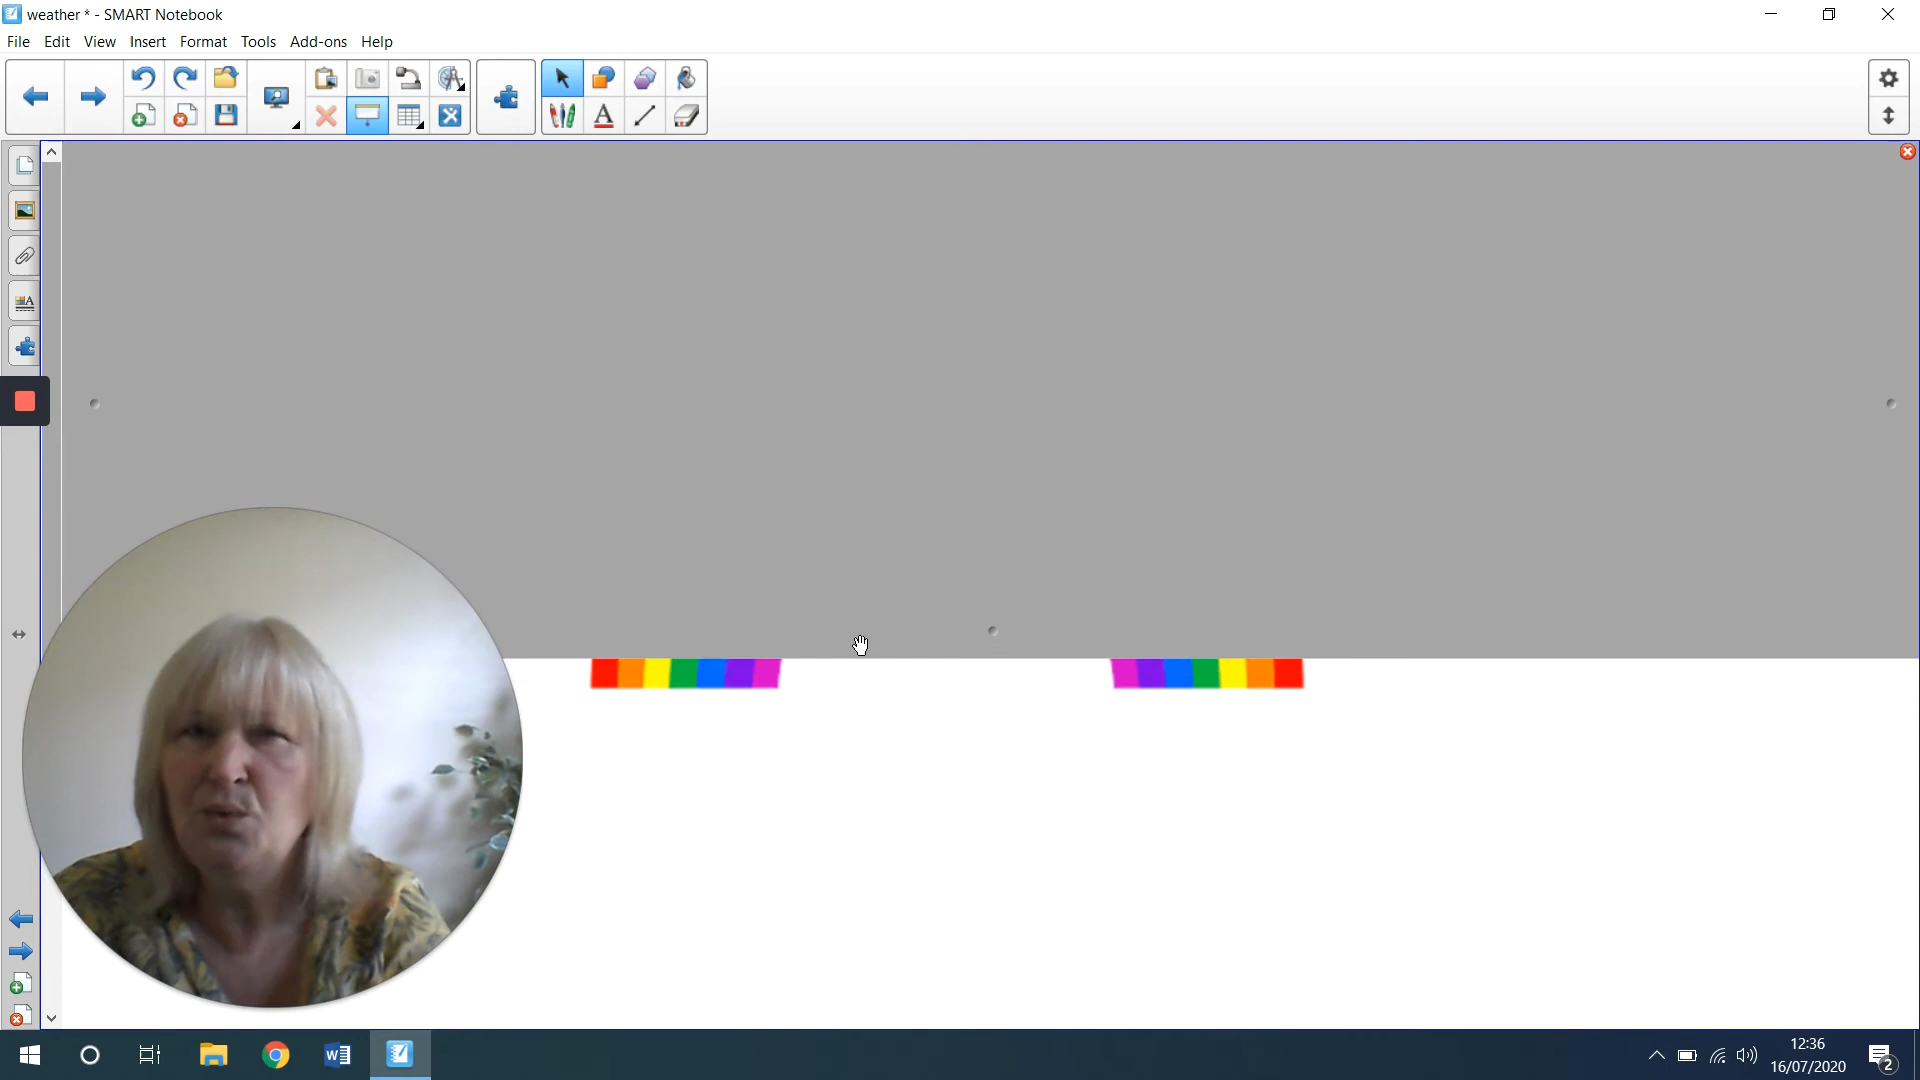 weather * - SMART Notebook
File Edit View Insert Format Tools Add-ons Help
12:36
16/07/2020
2